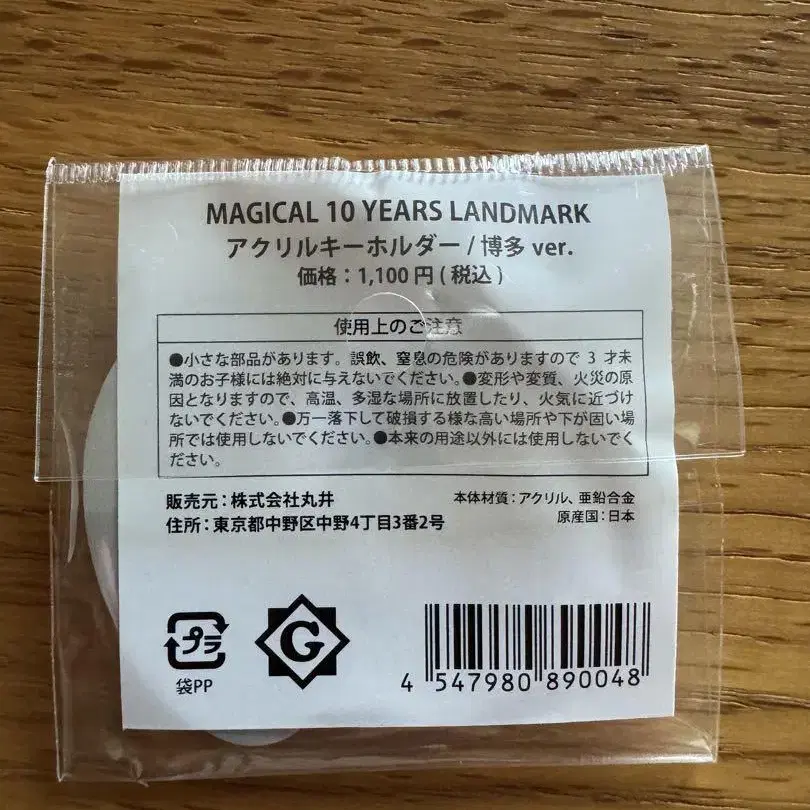 MAGICAL 10 YEARS LANDMARK
アクリルキーホルダー / 博多 ver.
価格：1,100 円 ( 税込 )
使用上のご注意
●小さな部品があります。誤飲、窒息の危険がありますので 3 才未
満のお子様には絶対に与えないでください。●変形や変質、火災の原
因となりますので、高温、多湿な場所に放置したり、火気に近づけ
ないでください。●万一落下して破損する様な高い場所や下が固い場
所では使用しないでください。●本来の用途以外には使用しないでく
ださい。
販売元：株式会社丸井
住所：東京都中野区中野4丁目3番2号
本体材質：アクリル、亜鉛合金
原産国：日本
プラ
袋PP
G
4 547980 890048